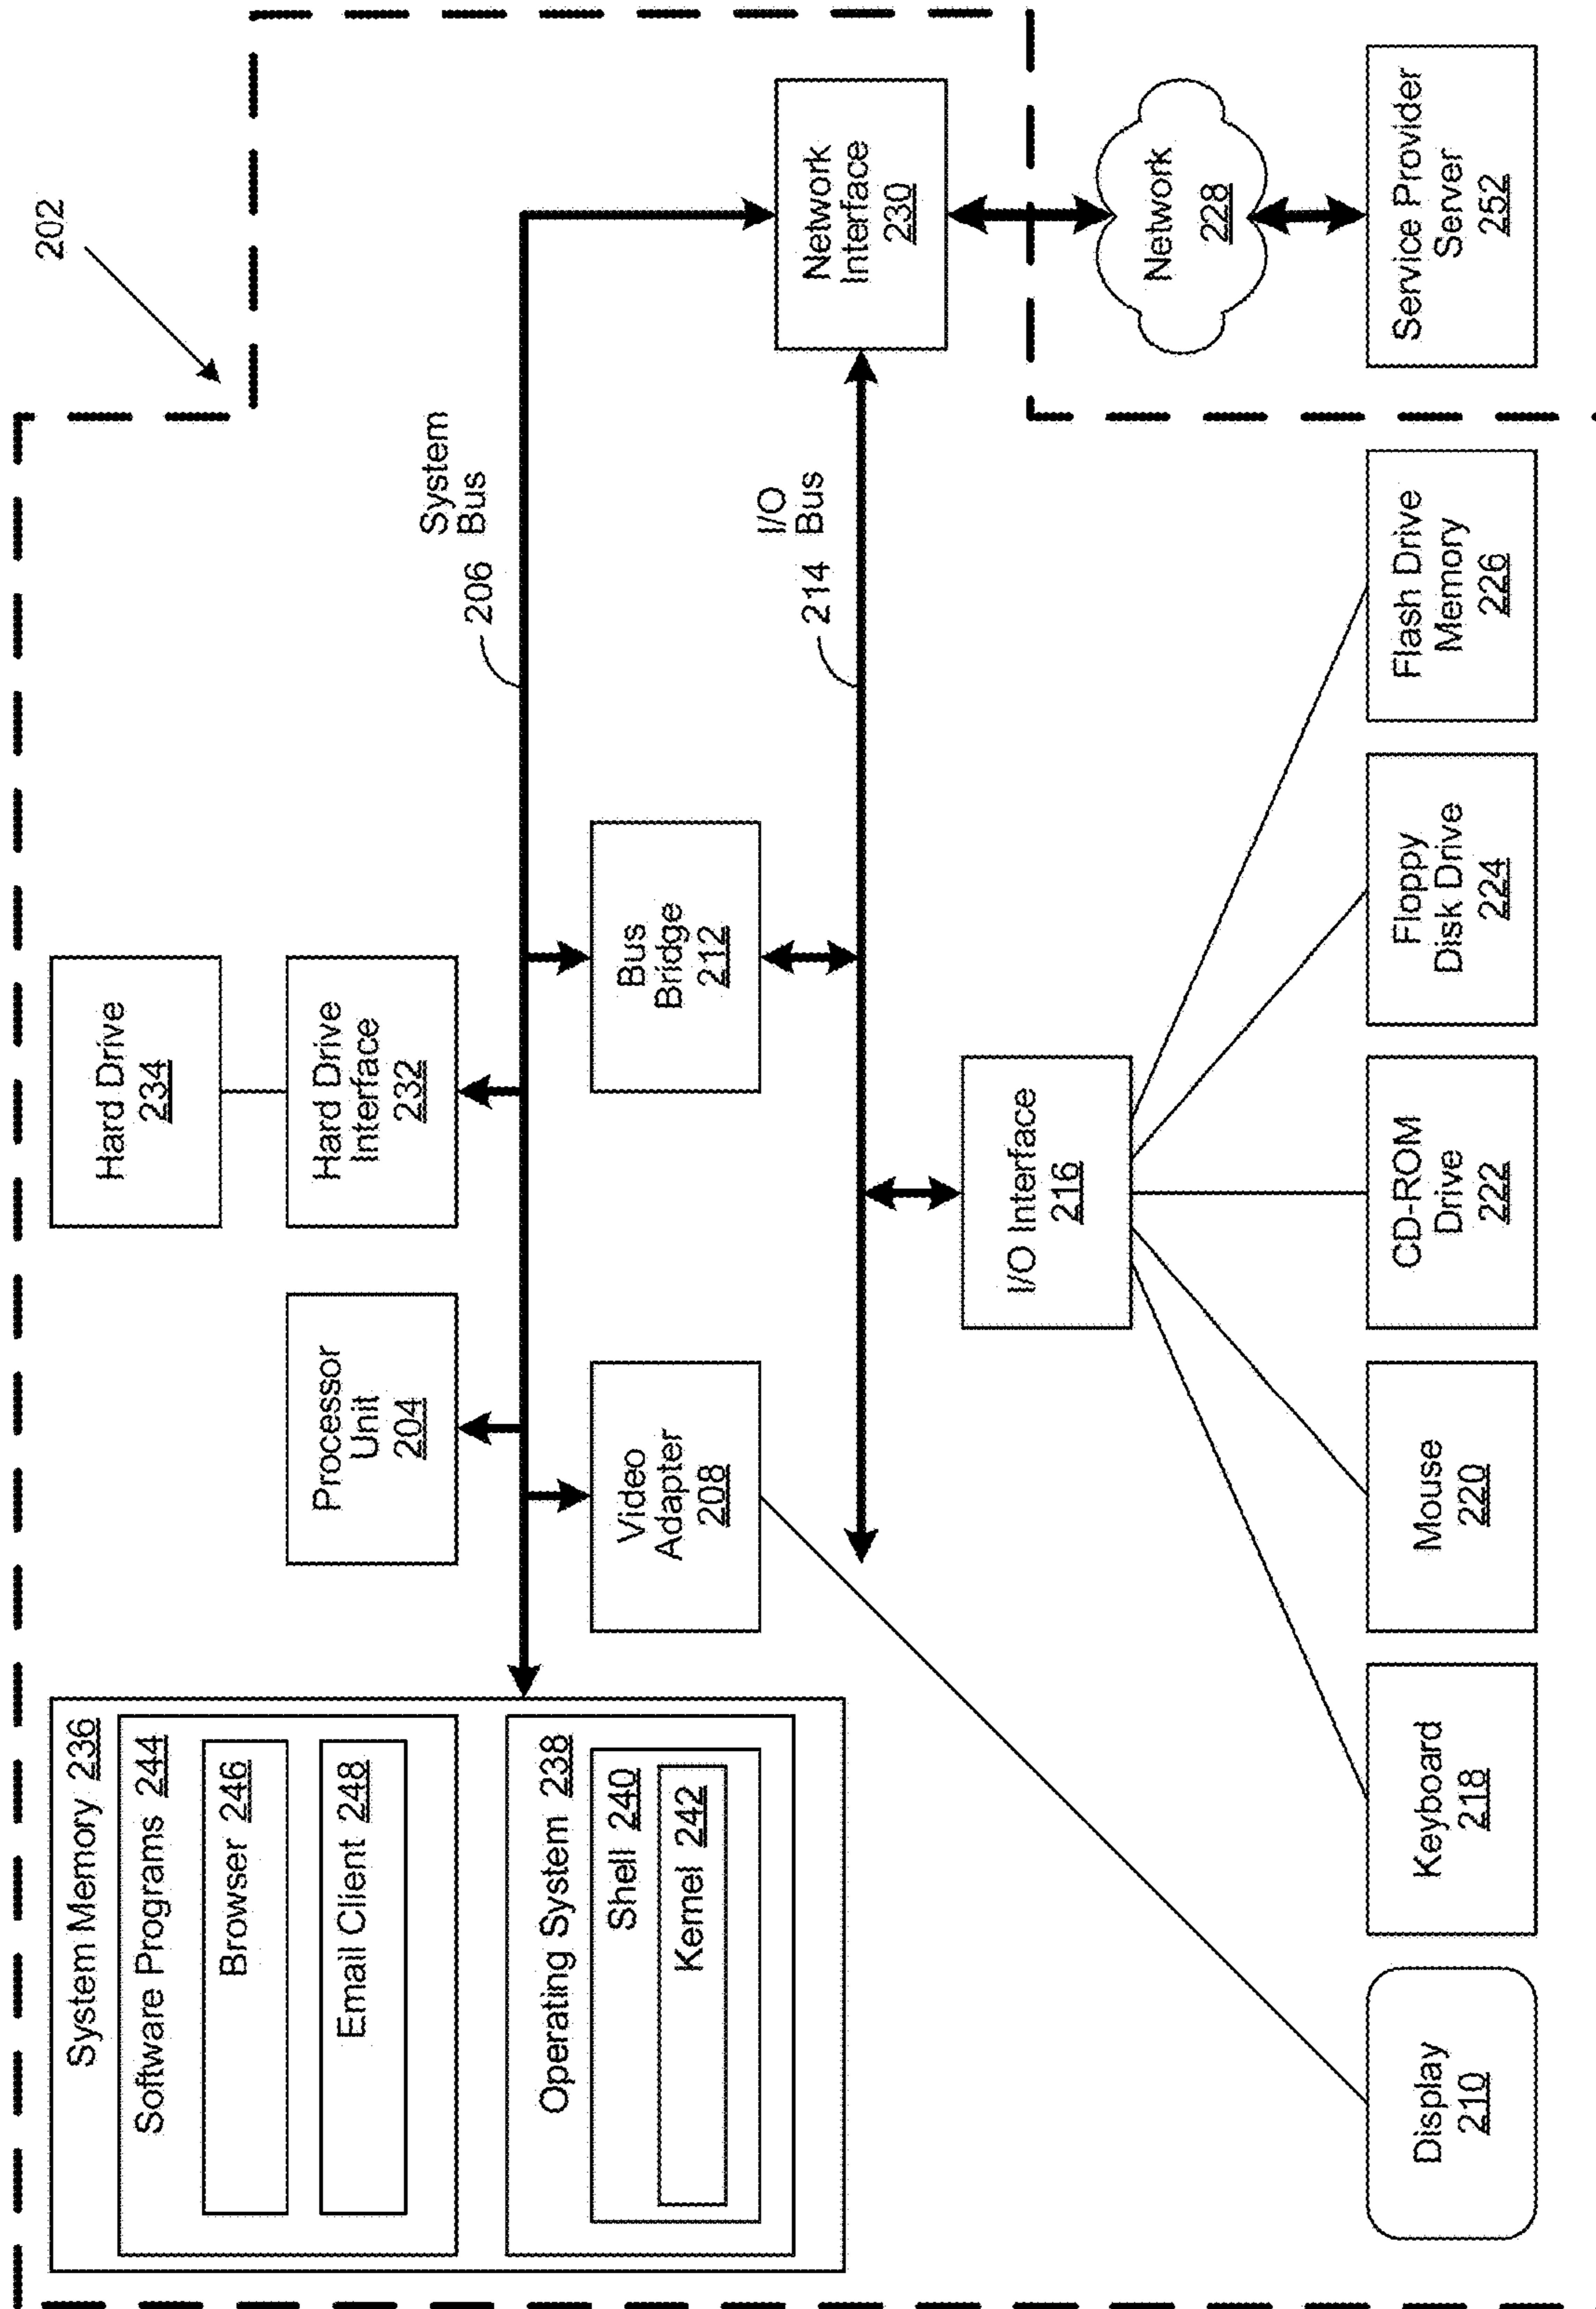 202
System Memory 236
Software Programs 244
Browser 246
Email Client 248
Operating System 238
Shell 240
Kernel 242
Processor
Unit
204
Hard Drive
234
Hard Drive
Interface
232
206
System
Bus
Video
Adapter
208
Bus
Bridge
212
Network
Interface
230
214
I/O
Bus
I/O Interface
216
Network
228
Display
210
Keyboard
218
Mouse
220
CD-ROM
Drive
222
Floppy
Disk Drive
224
Flash Drive
Memory
226
Service Provider
Server
252